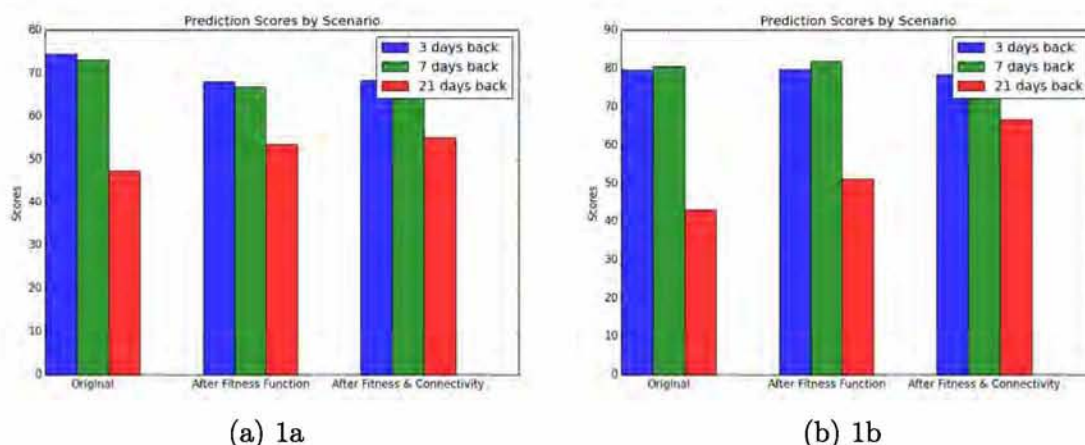 Prediction Scores by Scenario
80
70
60
50
40
30
20
10
0
Scores
3 days back
7 days back
21 days back
Original
After Fitness Function
After Fitness & Connectivity
(a) 1a
Prediction Scores by Scenario
90
80
70
60
50
40
30
20
10
0
Scores
3 days back
7 days back
21 days back
Original
After Fitness Function
After Fitness & Connectivity
(b) 1b